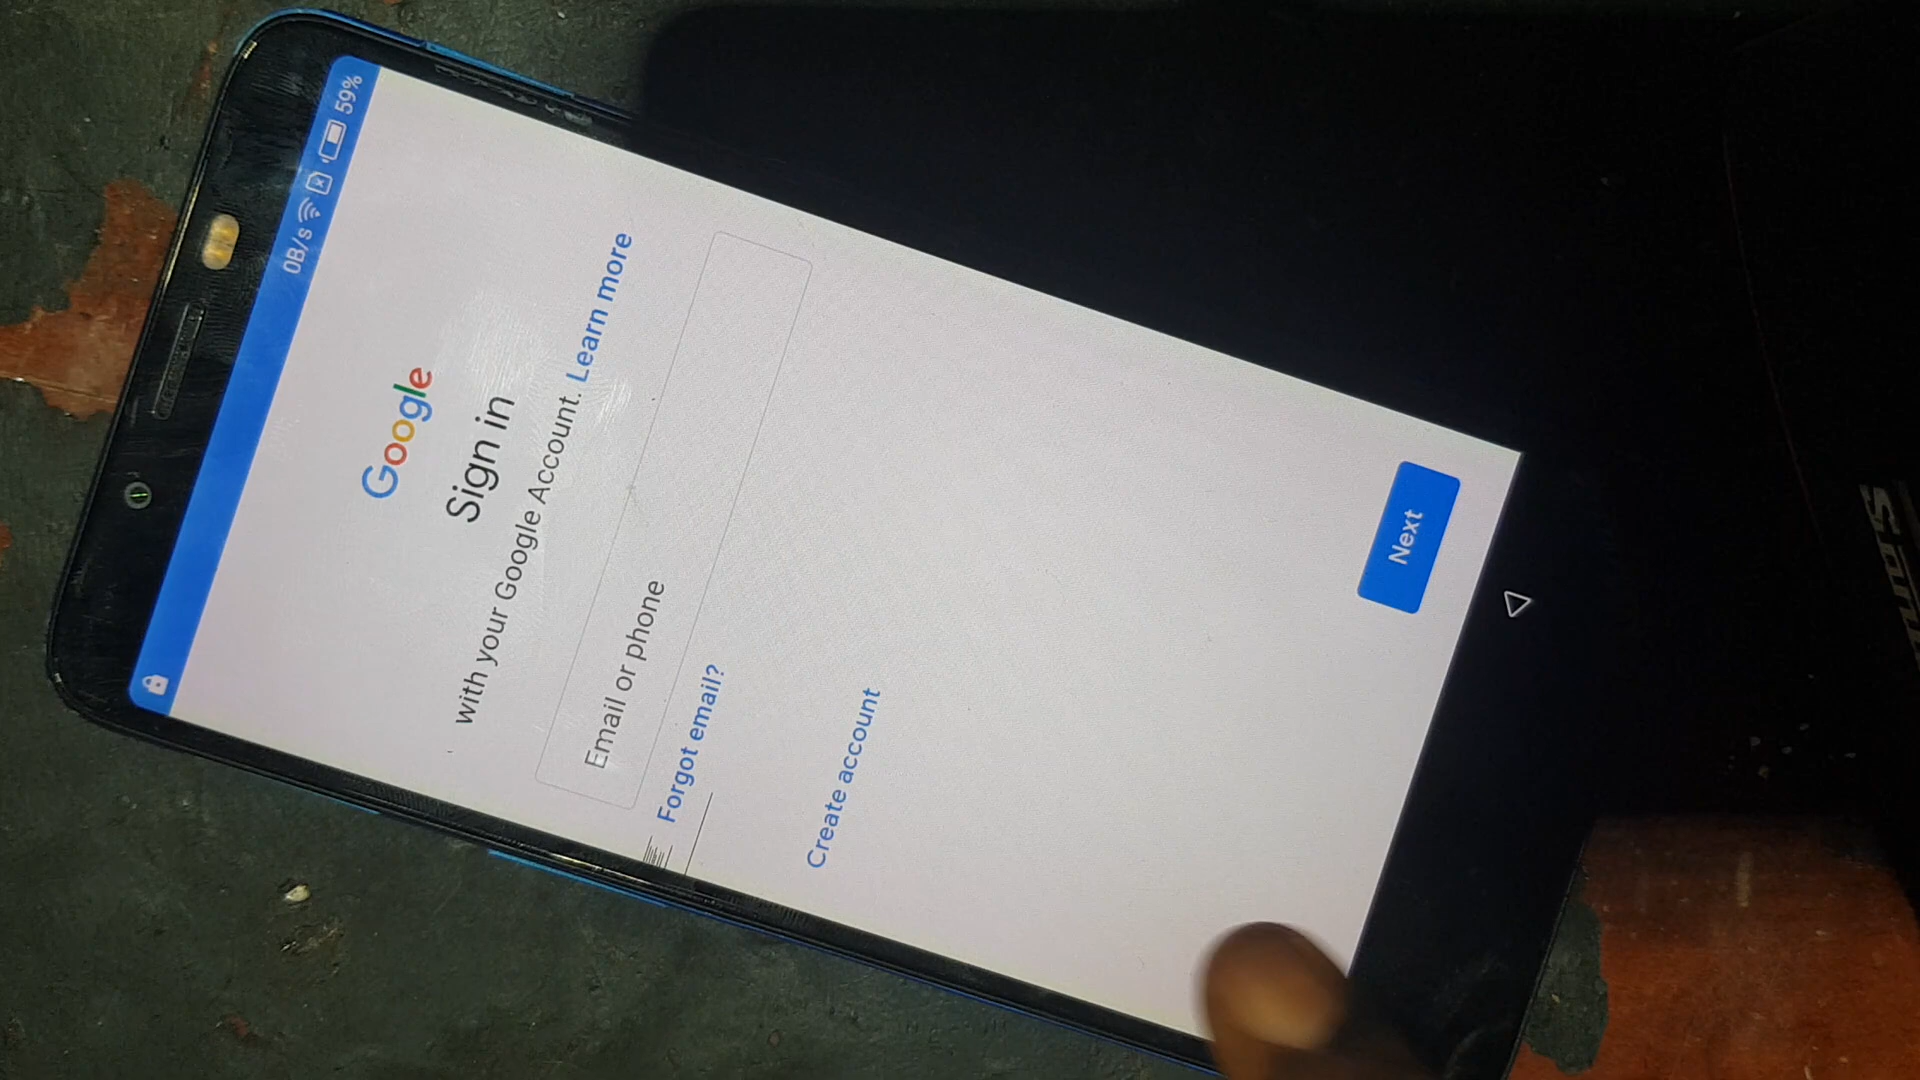 0B/s 59%
Google
Sign in
with your Google Account. Learn more
Email or phone
Forgot email?
Create account
Next